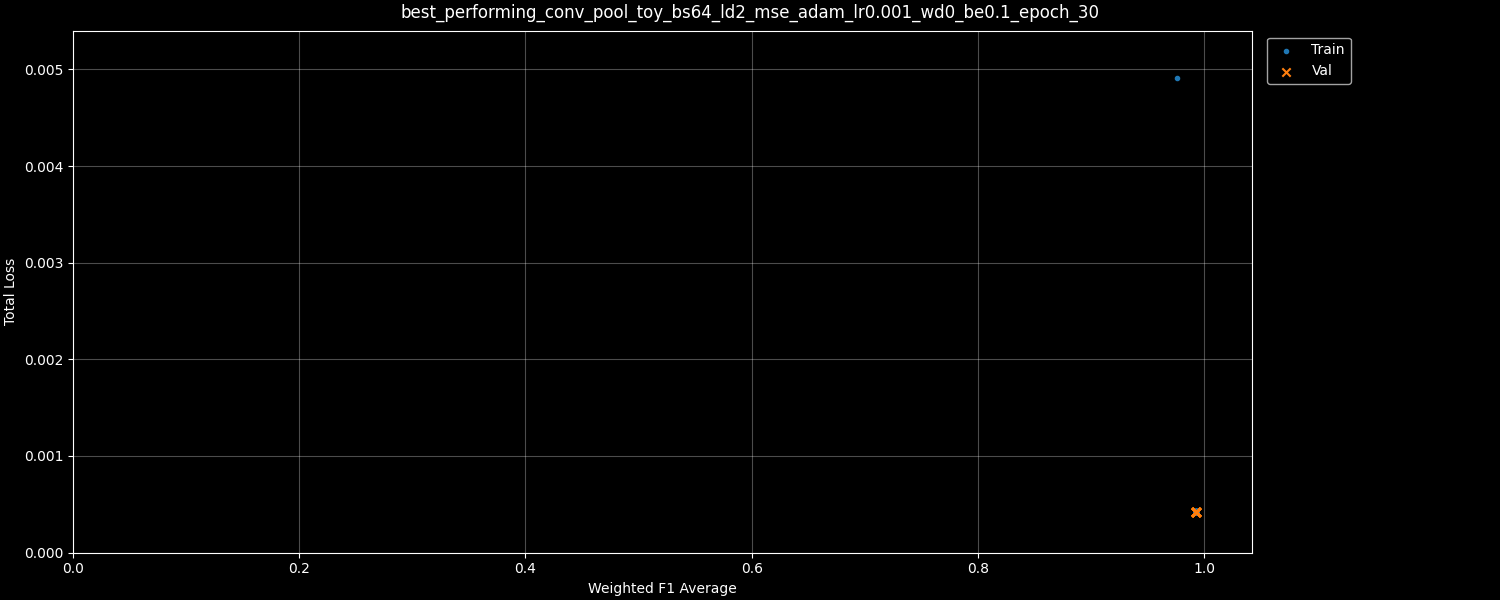 best_performing_conv_pool_toy_bs64_ld2_mse_adam_lr0.001_wd0_be0.1_epoch_30
Train
Val
0.005
0.004
0.003
0.002
0.001
0.000
Total Loss
0.0 0.2 0.4 0.6 0.8 1.0
Weighted F1 Average